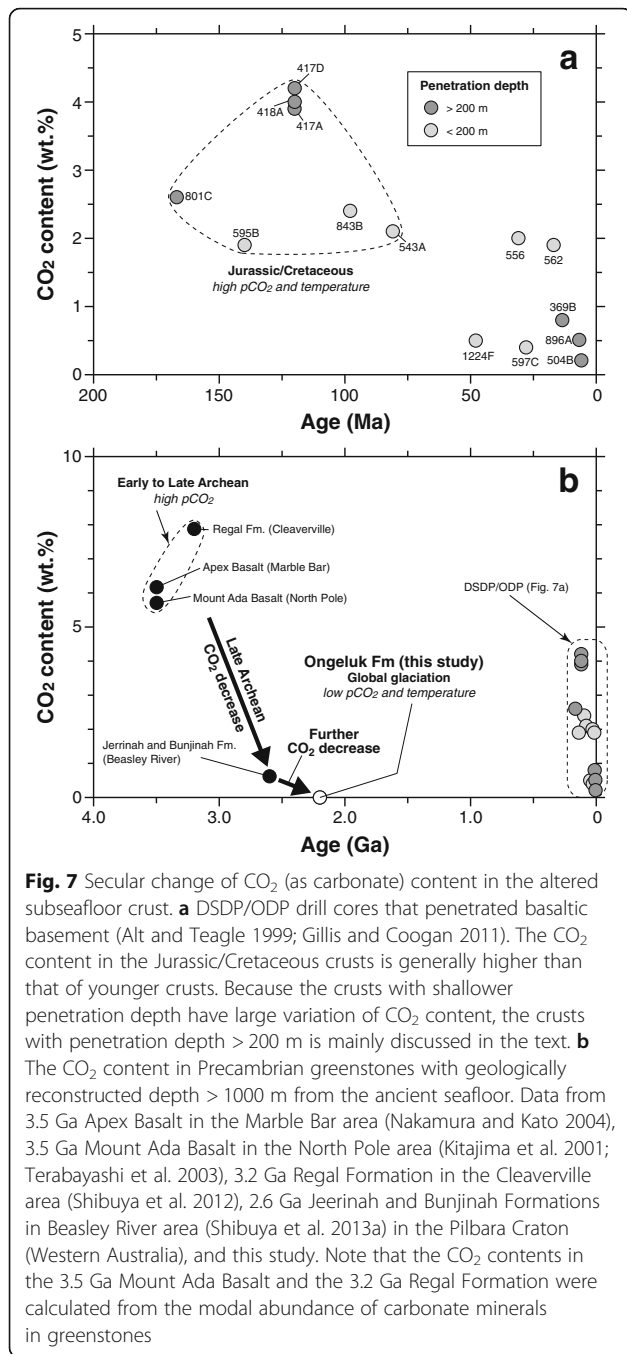 5
4
3
2
1
0
CO2 content (wt.%)
a
Penetration depth
> 200 m
< 200 m
417D
418A
417A
801C
595B
843B
543A
Jurassic/Cretaceous
high pCO2 and temperature
556
562
369B
896A
504B
1224F
597C
200
150
100
50
0
Age (Ma)
10
5
0
CO2 content (wt.%)
b
Early to Late Archean
high pCO2
Regal Fm. (Cleaverville)
Apex Basalt (Marble Bar)
Mount Ada Basalt (North Pole)
DSDP/ODP (Fig. 7a)
Late Archean
CO2 decrease
Ongeluk Fm (this study)
Global glaciation
low pCO2 and temperature
Further
CO2 decrease
Jerrinah and Bunjinah Fm.
(Beasley River)
4.0
3.0
2.0
1.0
0
Age (Ga)
Fig. 7 Secular change of CO2 (as carbonate) content in the altered
subseafloor crust. a DSDP/ODP drill cores that penetrated basaltic
basement (Alt and Teagle 1999; Gillis and Coogan 2011). The CO2
content in the Jurassic/Cretaceous crusts is generally higher than
that of younger crusts. Because the crusts with shallower
penetration depth have large variation of CO2 content, the crusts
with penetration depth > 200 m is mainly discussed in the text. b
The CO2 content in Precambrian greenstones with geologically
reconstructed depth > 1000 m from the ancient seafloor. Data from
3.5 Ga Apex Basalt in the Marble Bar area (Nakamura and Kato 2004),
3.5 Ga Mount Ada Basalt in the North Pole area (Kitajima et al. 2001;
Terabayashi et al. 2003), 3.2 Ga Regal Formation in the Cleaverville
area (Shibuya et al. 2012), 2.6 Ga Jeerinah and Bunjinah Formations
in Beasley River area (Shibuya et al. 2013a) in the Pilbara Craton
(Western Australia), and this study. Note that the CO2 contents in
the 3.5 Ga Mount Ada Basalt and the 3.2 Ga Regal Formation were
calculated from the modal abundance of carbonate minerals
in greenstones